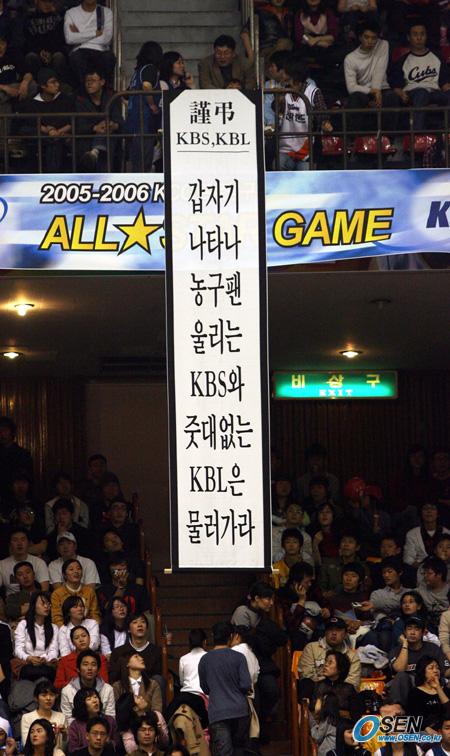 謹弔
KBS,KBL
2005-2006 K
ALL★S GAME
K
갑자기
나타나
농구팬
울리는
KBS와
줏대없는
KBL은
물러가라
비상구
EXIT
Cubs
OSEN
www.OSEN.co.kr